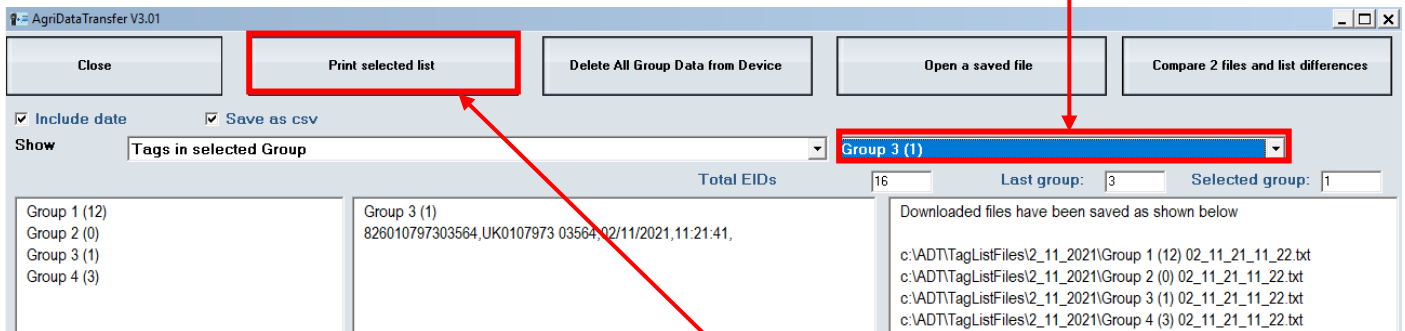 AgriDataTransfer V3.01
Close
Print selected list
Delete All Group Data from Device
Open a saved file
Compare 2 files and list differences
Include date
Save as csv
Show
Tags in selected Group
Group 3 (1)
Total EIDs
16
Last group:
3
Selected group:
1
Group 1 (12)
Group 2 (0)
Group 3 (1)
Group 4 (3)
Group 3 (1)
826010797303564,UK0107973 03564,02/11/2021,11:21:41,
Downloaded files have been saved as shown below
c:\ADT\TagListFiles\2_11_2021\Group 1 (12) 02_11_21_11_22.txt
c:\ADT\TagListFiles\2_11_2021\Group 2 (0) 02_11_21_11_22.txt
c:\ADT\TagListFiles\2_11_2021\Group 3 (1) 02_11_21_11_22.txt
c:\ADT\TagListFiles\2_11_2021\Group 4 (3) 02_11_21_11_22.txt